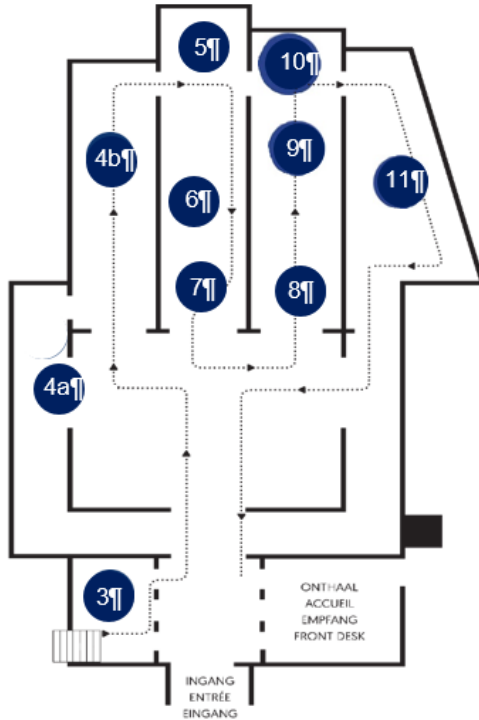 5¶
10¶
4b¶
9¶
11¶
6¶
7¶
8¶
4a¶
3¶
ONTHAAL
ACCUEIL
EMPFANG
FRONT DESK
INGANG
ENTRÉE
EINGANG